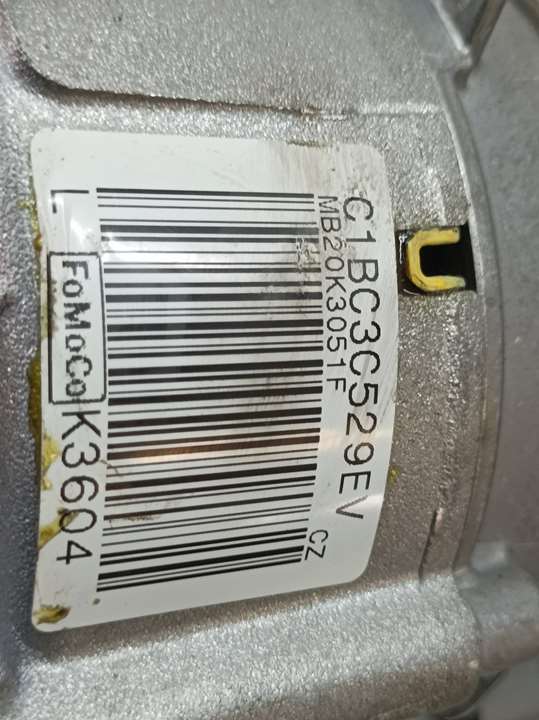 C1BC3C529EV
MB20K3051F CZ
L FoMoCo K3604